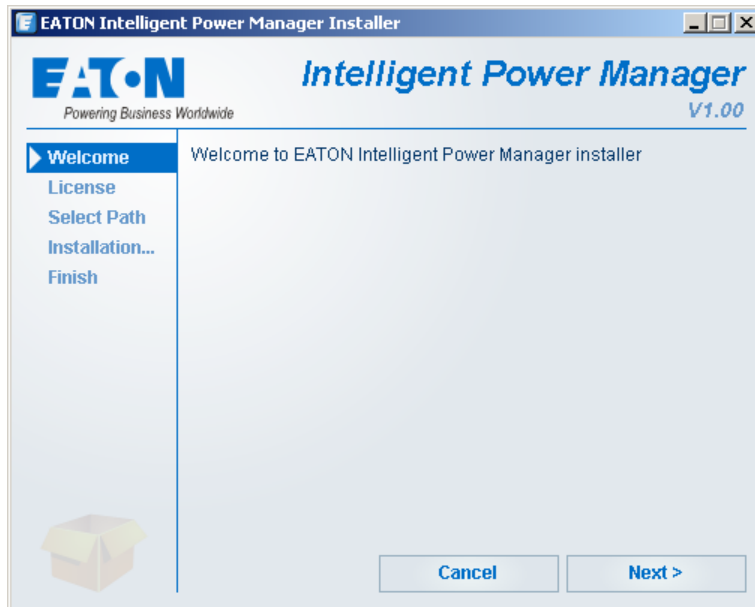 EATON Intelligent Power Manager Installer
EATON
Powering Business Worldwide
Intelligent Power Manager
V1.00
Welcome
License
Select Path
Installation...
Finish
Welcome to EATON Intelligent Power Manager installer
Cancel
Next >